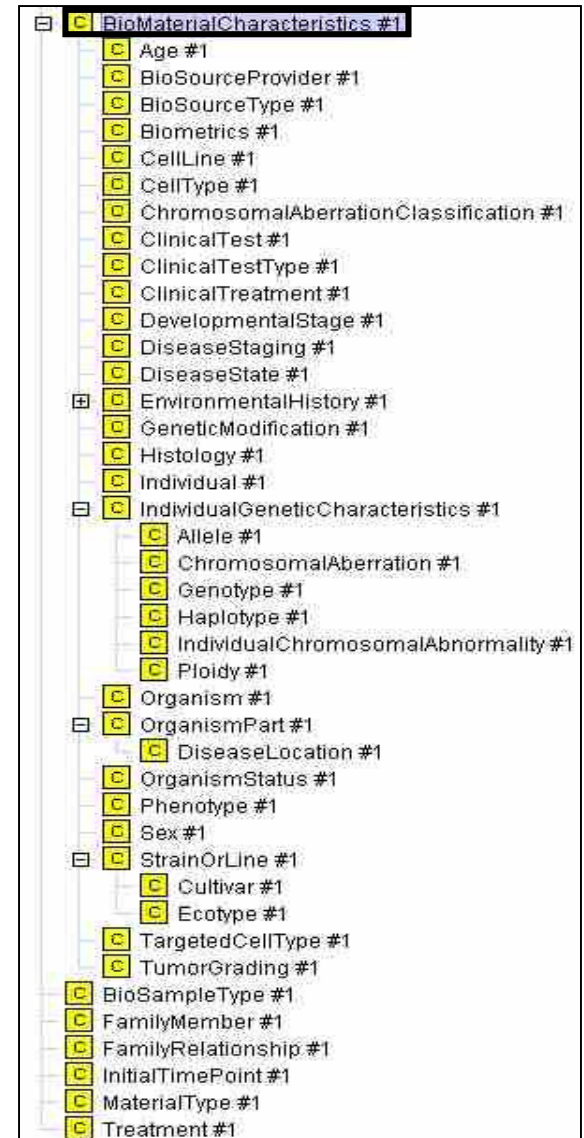 C BioMaterialCharacteristics #1
C Age #1
C BioSourceProvider #1
C BioSourceType #1
C Biometrics #1
C CellLine #1
C CellType #1
C ChromosomalAberrationClassification #1
C ClinicalTest #1
C ClinicalTestType #1
C ClinicalTreatment #1
C DevelopmentalStage #1
C DiseaseStaging #1
C DiseaseState #1
C EnvironmentalHistory #1
C GeneticModification #1
C Histology #1
C Individual #1
C IndividualGeneticCharacteristics #1
C Allele #1
C ChromosomalAberration #1
C Genotype #1
C Haplotype #1
C IndividualChromosomalAbnormality #1
C Ploidy #1
C Organism #1
C OrganismPart #1
C DiseaseLocation #1
C OrganismStatus #1
C Phenotype #1
C Sex #1
C StrainOrLine #1
C Cultivar #1
C Ecotype #1
C TargetedCellType #1
C TumorGrading #1
C BioSampleType #1
C FamilyMember #1
C FamilyRelationship #1
C InitialTimePoint #1
C MaterialType #1
C Treatment #1